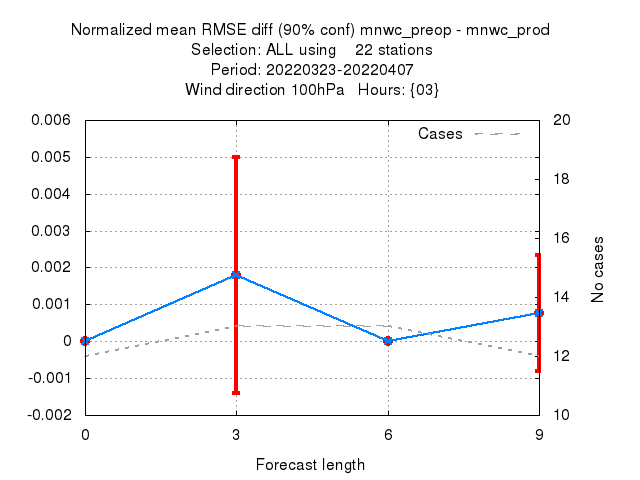 Normalized mean RMSE diff (90% conf) mnwc_preop - mnwc_prod
Selection: ALL using    22 stations
Period: 20220323-20220407
Wind direction 100hPa   Hours: {03}
0.006
0.005
0.004
0.003
0.002
0.001
0
-0.001
-0.002
Cases
20
18
16
14
12
10
No cases
0 3 6 9
Forecast length